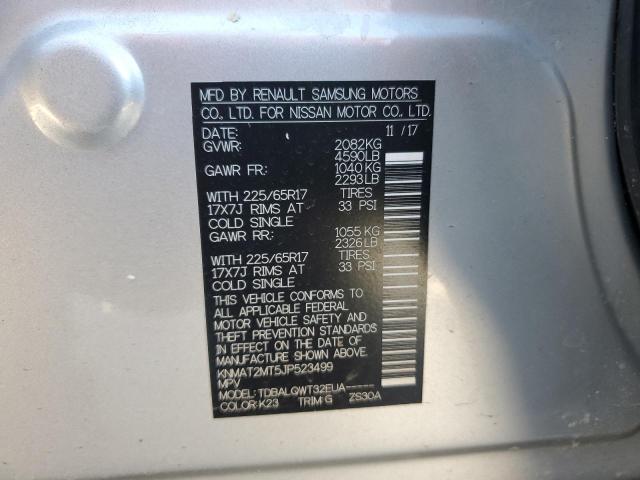 MFD BY RENAULT SAMSUNG MOTORS
CO., LTD. FOR NISSAN MOTOR CO., LTD.
DATE: 11 / 17
GVWR: 2082KG
4590LB
GAWR FR: 1040 KG
2293LB
WITH 225/65R17 TIRES
17X7J RIMS AT 33 PSI
COLD SINGLE
GAWR RR: 1055 KG
2326LB
WITH 225/65R17 TIRES
17X7J RIMS AT 33 PSI
COLD SINGLE
THIS VEHICLE CONFORMS TO
ALL APPLICABLE FEDERAL
MOTOR VEHICLE SAFETY AND
THEFT PREVENTION STANDARDS
IN EFFECT ON THE DATE OF
MANUFACTURE SHOWN ABOVE.
KNMAT2MT5JP523499
MPV
MODEL: TDBALQWT32EUA-----
COLOR: K23 TRIM: G ZS30A